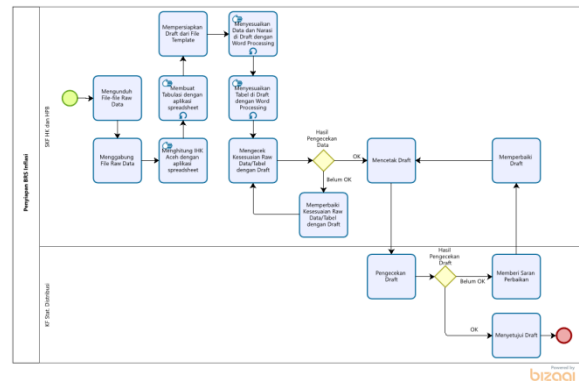 Penyiapan BRS Inflasi
SKF HK dan HPB
KF Stat. Distribusi
Mengunduh
File-file Raw
Data
Menggabung
File Raw Data
Menghitung IHK
Aceh dengan
aplikasi
spreadsheet
Membuat
Tabulasi dengan
aplikasi
spreadsheet
Mempersiapkan
Draft dari File
Template
Menyesuaikan
Data dan Narasi
di Draft dengan
Word Processing
Menyesuaikan
Tabel di Draft
dengan Word
Processing
Mengecek
Kesesuaian Raw
Data/Tabel
dengan Draft
Hasil
Pengecekan
Data
OK
Belum OK
Memperbaiki
Kesesuaian Raw
Data/Tabel
dengan Draft
Mencetak Draft
Memperbaiki
Draft
Pengecekan
Draft
Hasil
Pengecekan
Draft
Belum OK
Memberi Saran
Perbaikan
OK
Menyetujui Draft
Powered by
bizagi